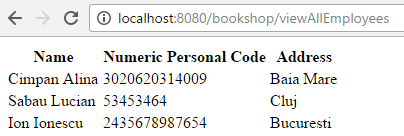 localhost:8080/bookshop/viewAllEmployees
Name Numeric Personal Code Address
Cimpan Alina 3020620314009 Baia Mare
Sabau Lucian 53453464 Cluj
Ion Ionescu 2435678987654 Bucuresti